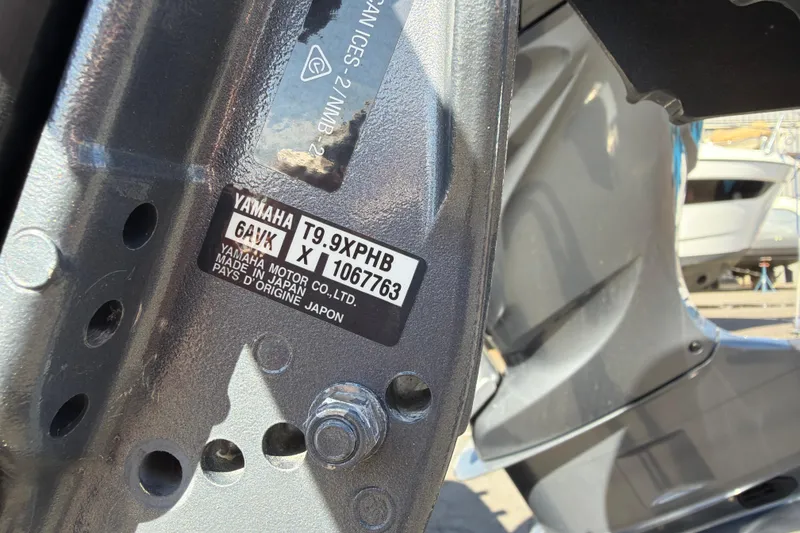 CAN ICES - 2/NMB - 2
YAMAHA
6AVK
T9.9XPHB
X 1067763
YAMAHA MOTOR CO., LTD.
MADE IN JAPAN
PAYS D'ORIGINE JAPON